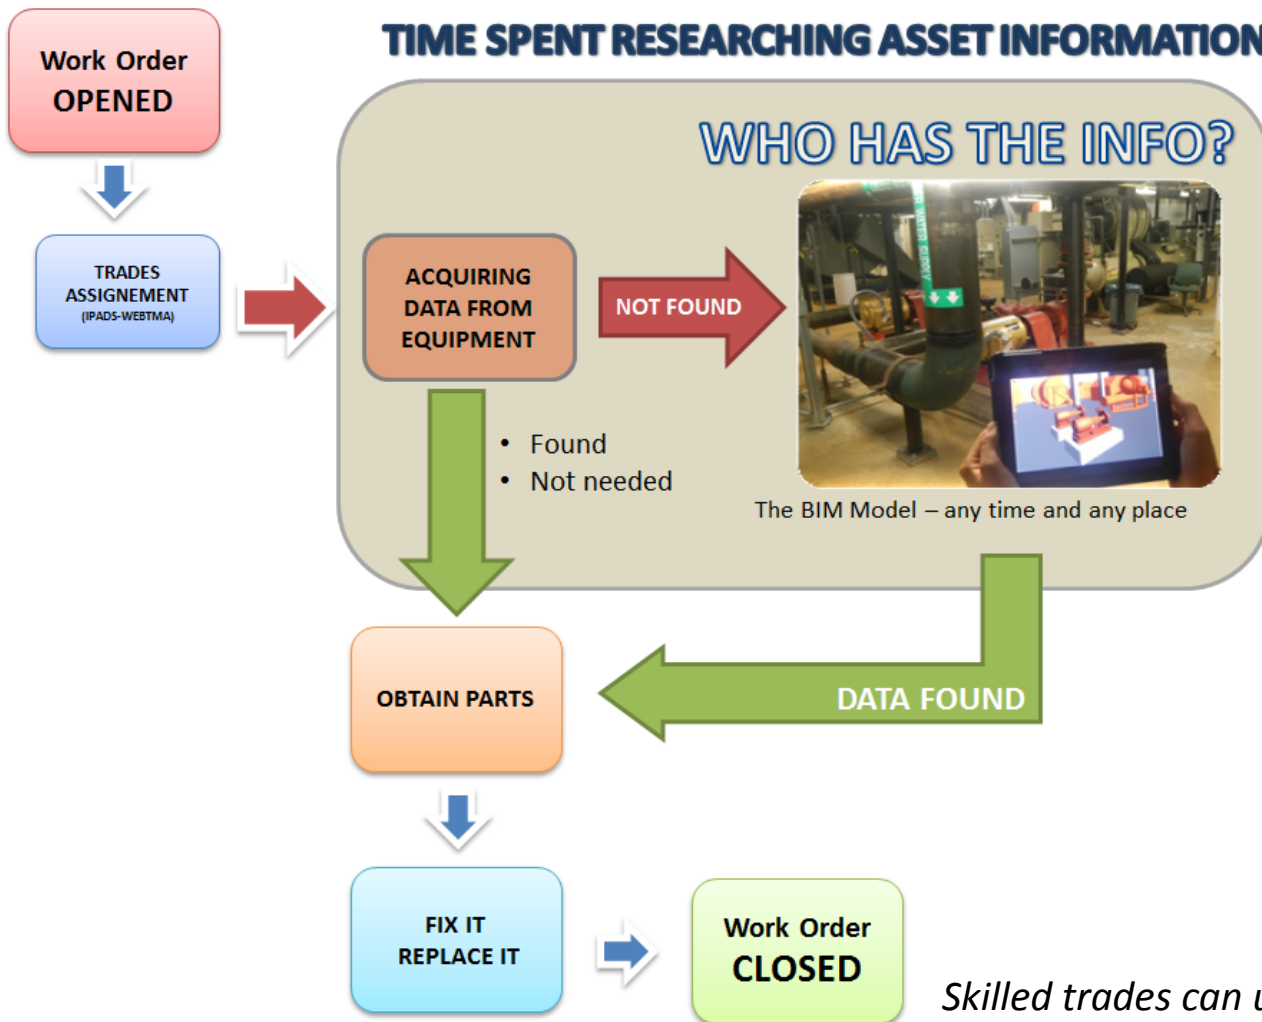 TIME SPENT RESEARCHING ASSET INFORMATION
Work Order
OPENED
WHO HAS THE INFO?
TRADES
ASSIGNEMENT
(IPADS-WEBTMA)
ACQUIRING
DATA FROM
EQUIPMENT
NOT FOUND
WATER SUPPLY
• Found
• Not needed
The BIM Model – any time and any place
OBTAIN PARTS
DATA FOUND
FIX IT
REPLACE IT
Work Order
CLOSED
Skilled trades can